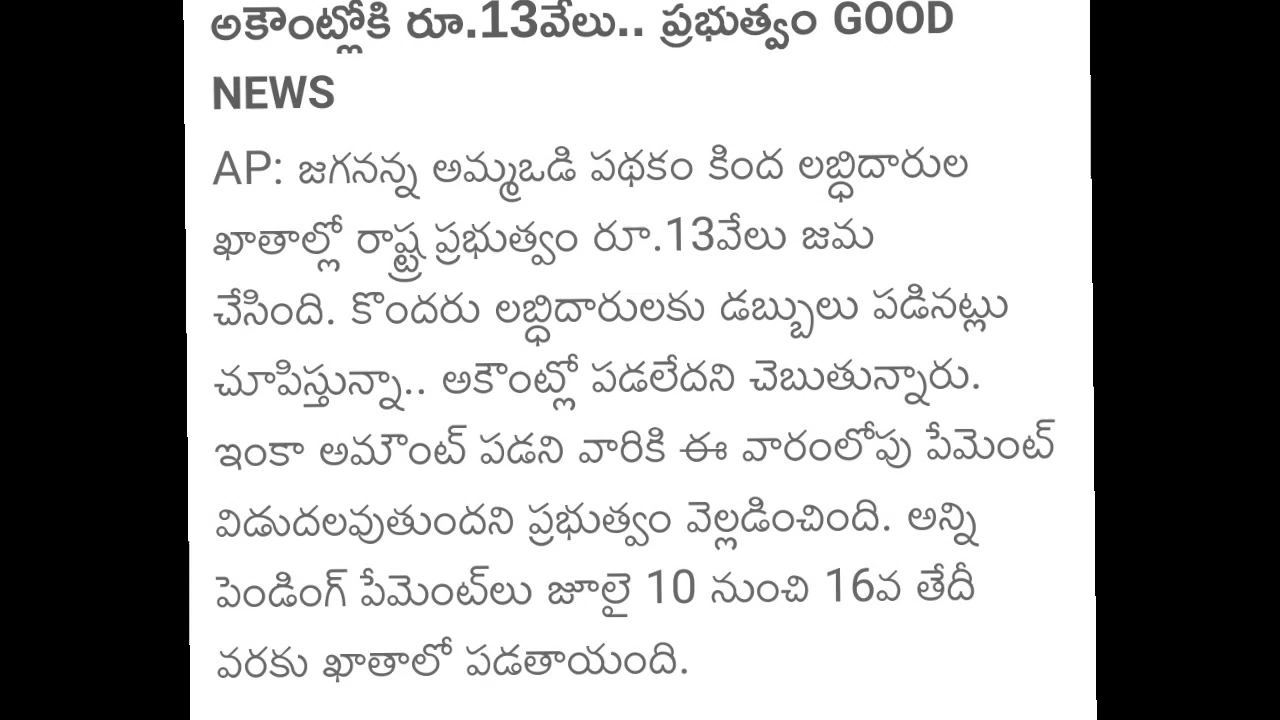 అకౌంట్లోకి రూ.13వేలు.. ప్రభుత్వం GOOD
NEWS
AP: జగనన్న అమ్మఒడి పథకం కింద లబ్ధిదారుల
ఖాతాల్లో రాష్ట్ర ప్రభుత్వం రూ.13వేలు జమ
చేసింది. కొందరు లబ్ధిదారులకు డబ్బులు పడినట్లు
చూపిస్తున్నా.. అకౌంట్లో పడలేదని చెబుతున్నారు.
ఇంకా అమౌంట్ పడని వారికి ఈ వారంలోపు పేమెంట్
విడుదలవుతుందని ప్రభుత్వం వెల్లడించింది. అన్ని
పెండింగ్ పేమెంట్‌లు జూలై 10 నుంచి 16వ తేదీ
వరకు ఖాతాలో పడతాయంది.